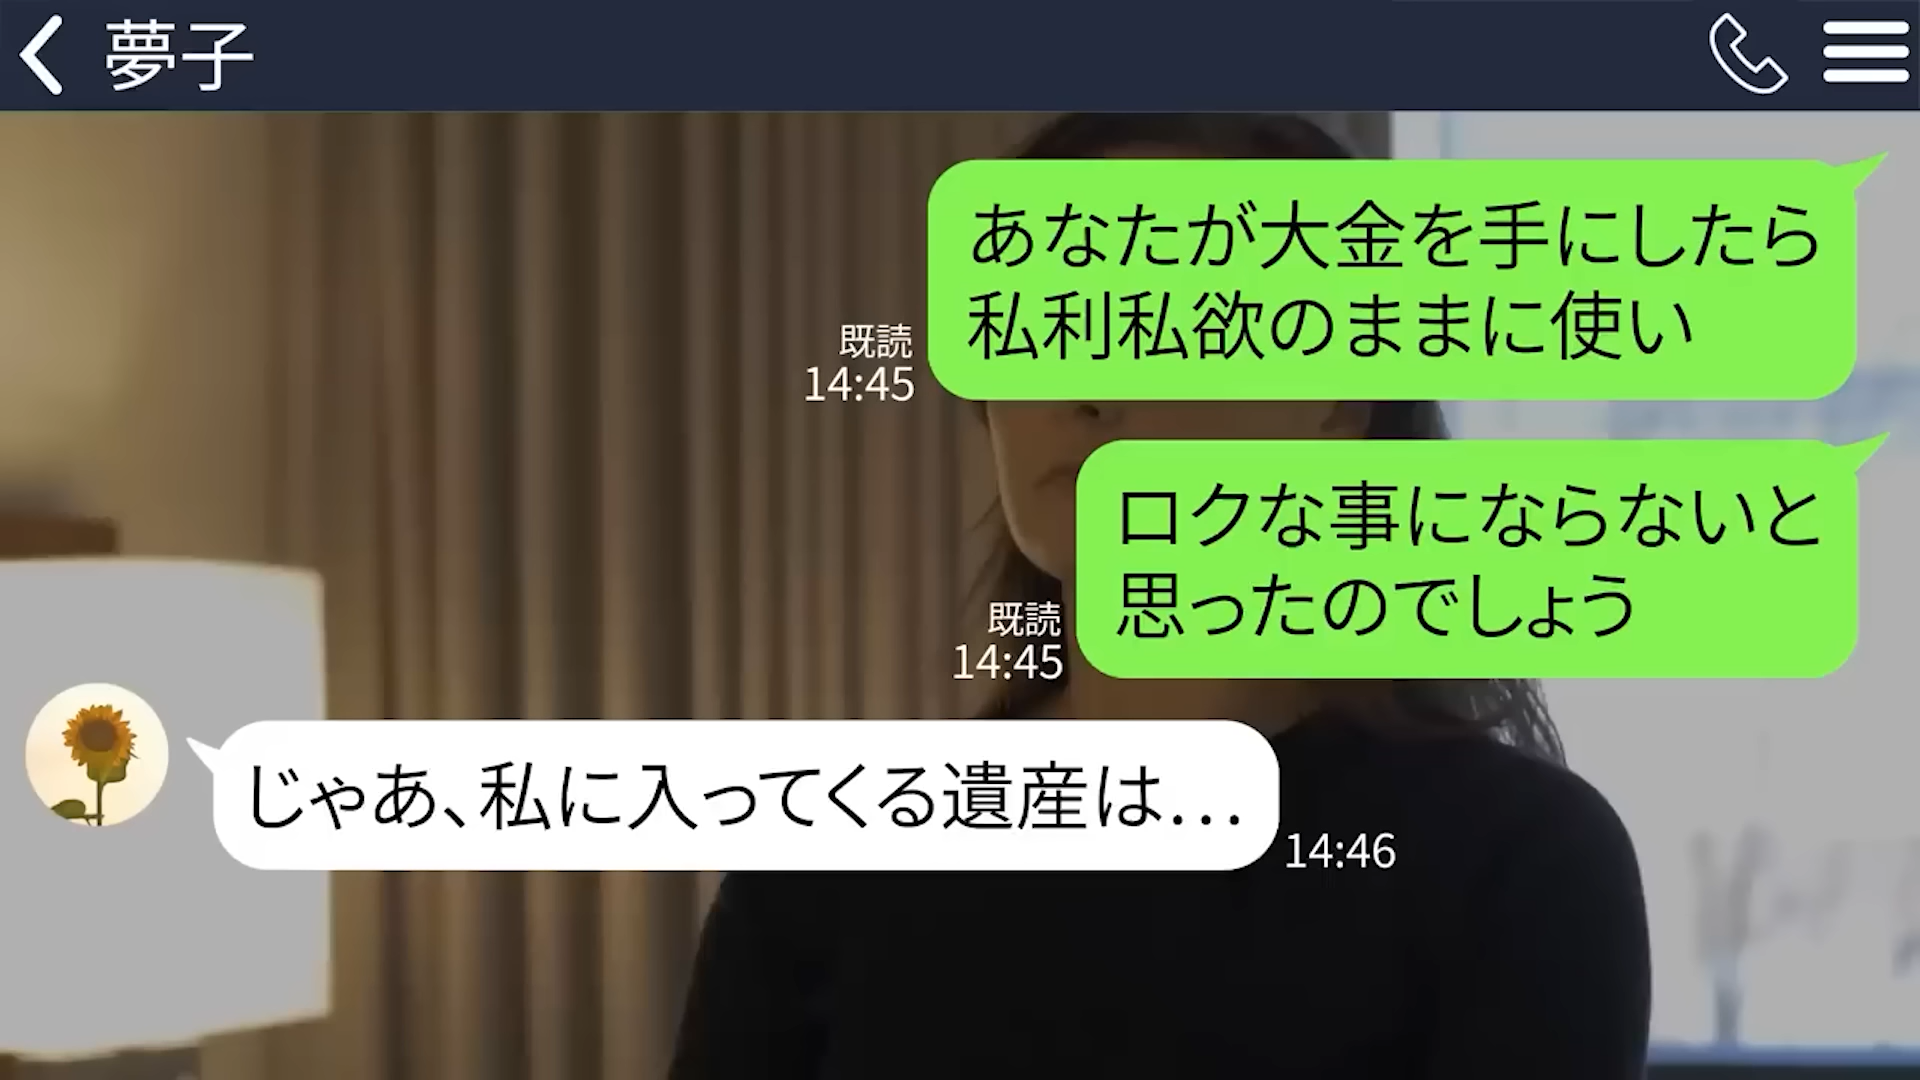 夢子
あなたが大金を手にしたら
私利私欲のままに使い
既読
14:45
ロクな事にならないと
思ったのでしょう
既読
14:45
じゃあ、私に入ってくる遺産は…
14:46